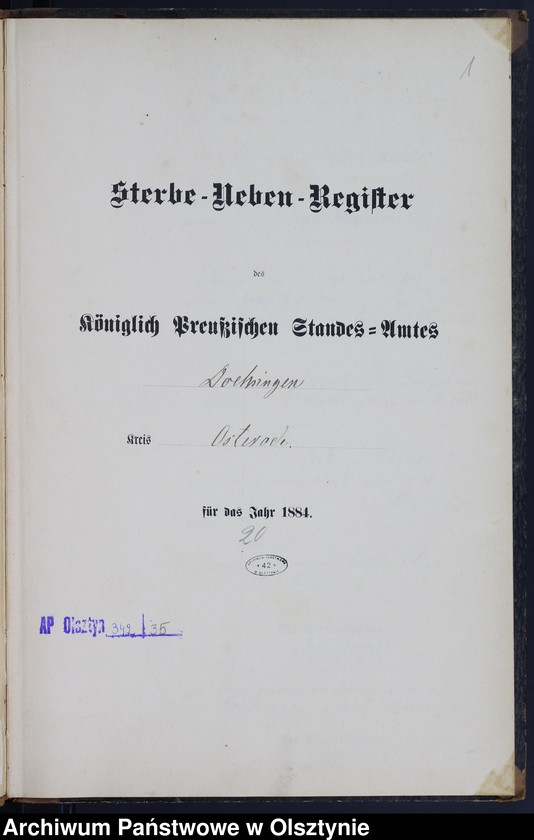 1
Sterbe-Neben-Register
des
Königlich Preußischen Standes=Amtes
Doehringen
Kreis Osterode.
für das Jahr 1884.
20
* 42 *
AP Olsztyn 349 / 35
Archiwum Państwowe w Olsztynie